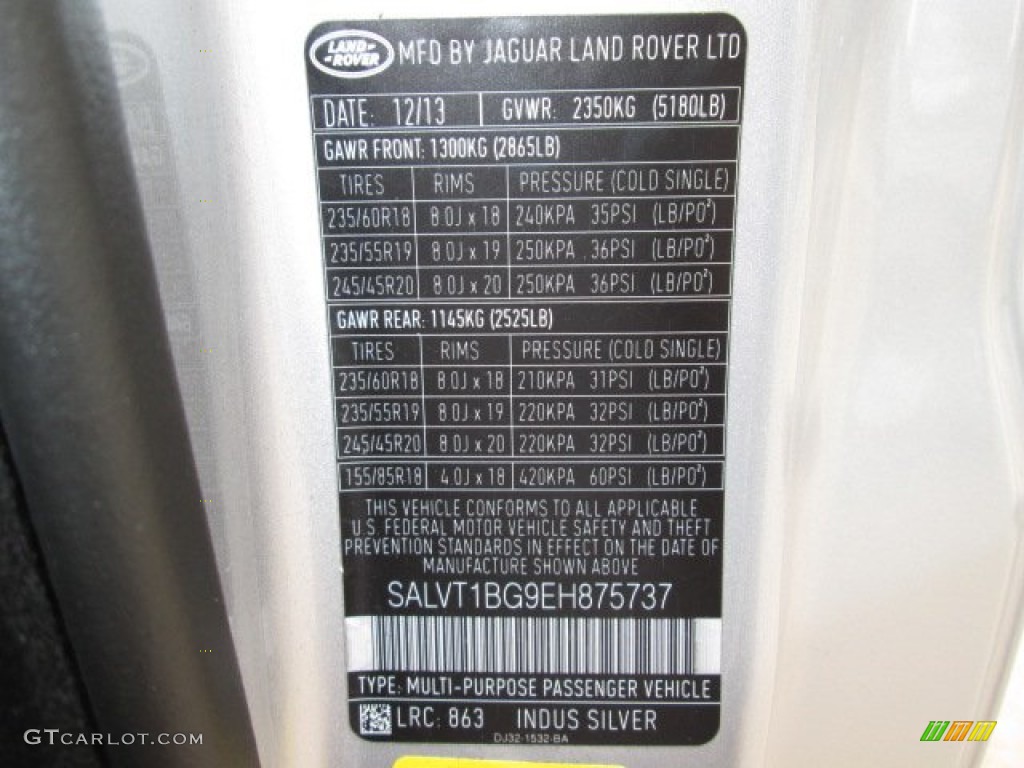 LAND ROVER MFD BY JAGUAR LAND ROVER LTD
DATE: 12/13 GVWR: 2350KG (5180LB)
GAWR FRONT: 1300KG (2865LB)
TIRES RIMS PRESSURE (COLD SINGLE)
235/60R18 8.0J x 18 240KPA 35PSI (LB/PO²)
235/55R19 8.0J x 19 250KPA 36PSI (LB/PO²)
245/45R20 8.0J x 20 250KPA 36PSI (LB/PO²)
GAWR REAR: 1145KG (2525LB)
TIRES RIMS PRESSURE (COLD SINGLE)
235/60R18 8.0J x 18 210KPA 31PSI (LB/PO²)
235/55R19 8.0J x 19 220KPA 32PSI (LB/PO²)
245/45R20 8.0J x 20 220KPA 32PSI (LB/PO²)
155/85R18 4.0J x 18 420KPA 60PSI (LB/PO²)
THIS VEHICLE CONFORMS TO ALL APPLICABLE
U.S. FEDERAL MOTOR VEHICLE SAFETY AND THEFT
PREVENTION STANDARDS IN EFFECT ON THE DATE OF
MANUFACTURE SHOWN ABOVE
SALVT1BG9EH875737
TYPE: MULTI-PURPOSE PASSENGER VEHICLE
LRC: 863 INDUS SILVER
DJ32-1532-BA
GTCARLOT.COM